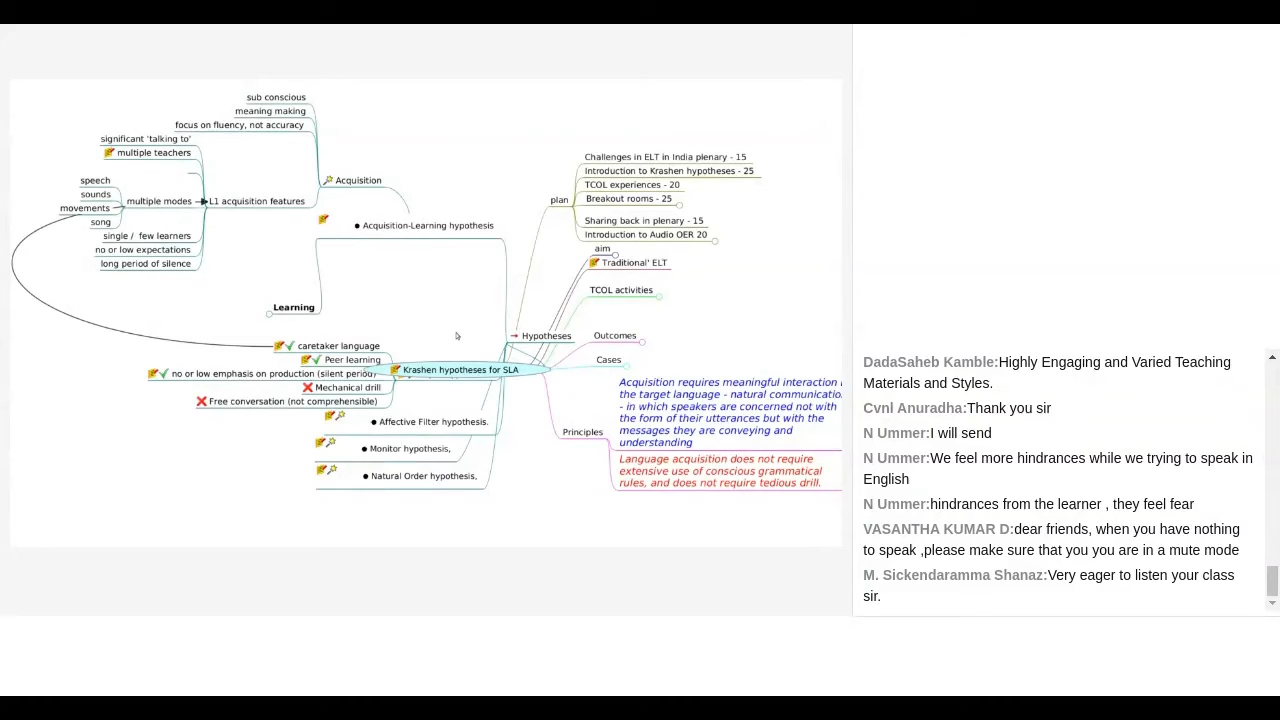 sub conscious
meaning making
focus on fluency, not accuracy
significant 'talking to'
multiple teachers
speech
sounds
movements
song
multiple modes
single / few learners
no or low expectations
long period of silence
L1 acquisition features
Acquisition
● Acquisition-Learning hypothesis
Learning
caretaker language
Peer learning
no or low emphasis on production (silent period)
Mechanical drill
Free conversation (not comprehensible)
Krashen hypotheses for SLA
● Affective Filter hypothesis.
● Monitor hypothesis,
● Natural Order hypothesis,
plan
Challenges in ELT in India plenary - 15
Introduction to Krashen hypotheses - 25
TCOL experiences - 20
Breakout rooms - 25
Sharing back in plenary - 15
Introduction to Audio OER 20
aim
Traditional' ELT
TCOL activities
Hypotheses
Outcomes
Cases
Principles
Acquisition requires meaningful interaction
the target language - natural
- in which speakers are concerned not with
the form of their utterances but with the
messages they are conveying and
understanding
Language acquisition does not require
extensive use of conscious grammatical
rules, and does not require tedious drill.
DadaSaheb Kamble:Highly Engaging and Varied Teaching
Materials and Styles.
Cvnl Anuradha:Thank you sir
N Ummer:I will send
N Ummer:We feel more hindrances while we trying to speak in
English
N Ummer:hindrances from the learner , they feel fear
VASANTHA KUMAR D:dear friends, when you have nothing
to speak ,please make sure that you you are in a mute mode
M. Sickendaramma Shanaz:Very eager to listen your class
sir.